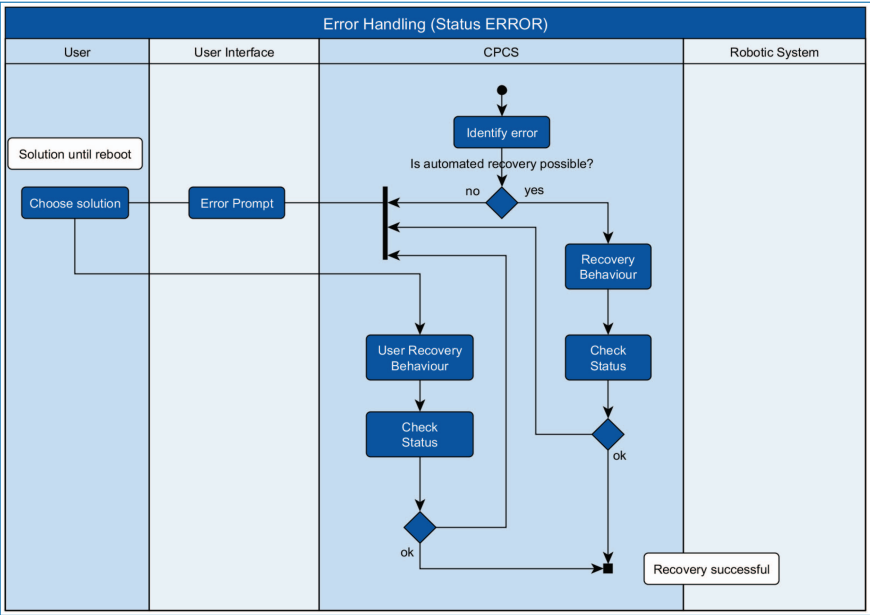 Error Handling (Status ERROR)
User
User Interface
CPCS
Robotic System
Identify error
Solution until reboot
Is automated recovery possible?
no
yes
Choose solution
Error Prompt
Recovery
Behaviour
User Recovery
Behaviour
Check
Status
Check
Status
ok
ok
Recovery successful